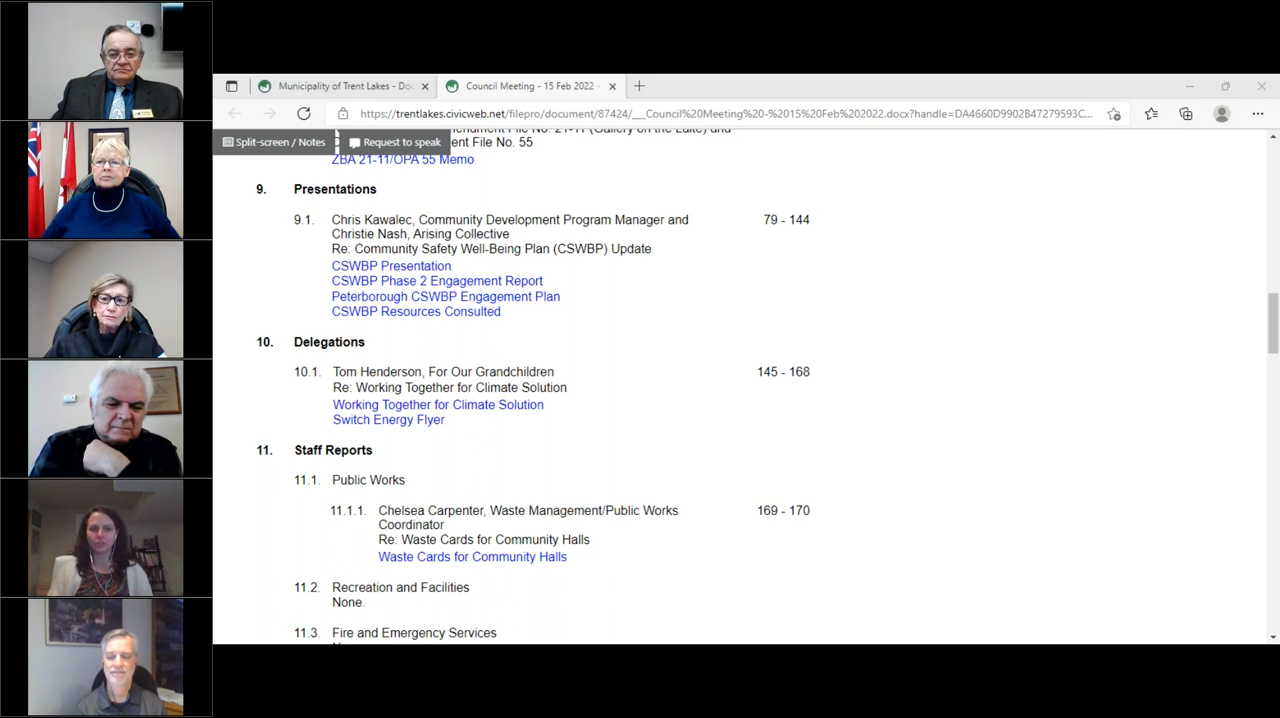 Municipality of Trent Lakes - Doc
Council Meeting - 15 Feb 2022 -
https://trentlakes.civicweb.net/filepro/document/87424/___Council%20Meeting%20-%2015%20Feb%202022.docx?handle=DA4660D9902B47279593C...
Split-screen / Notes
Request to speak
ent File No. 55
ZBA 21-11/OPA 55 Memo
9. Presentations
9.1. Chris Kawalec, Community Development Program Manager and 79 - 144
Christie Nash, Arising Collective
Re: Community Safety Well-Being Plan (CSWBP) Update
CSWBP Presentation
CSWBP Phase 2 Engagement Report
Peterborough CSWBP Engagement Plan
CSWBP Resources Consulted
10. Delegations
10.1. Tom Henderson, For Our Grandchildren 145 - 168
Re: Working Together for Climate Solution
Working Together for Climate Solution
Switch Energy Flyer
11. Staff Reports
11.1. Public Works
11.1.1. Chelsea Carpenter, Waste Management/Public Works 169 - 170
Coordinator
Re: Waste Cards for Community Halls
Waste Cards for Community Halls
11.2. Recreation and Facilities
None.
11.3. Fire and Emergency Services